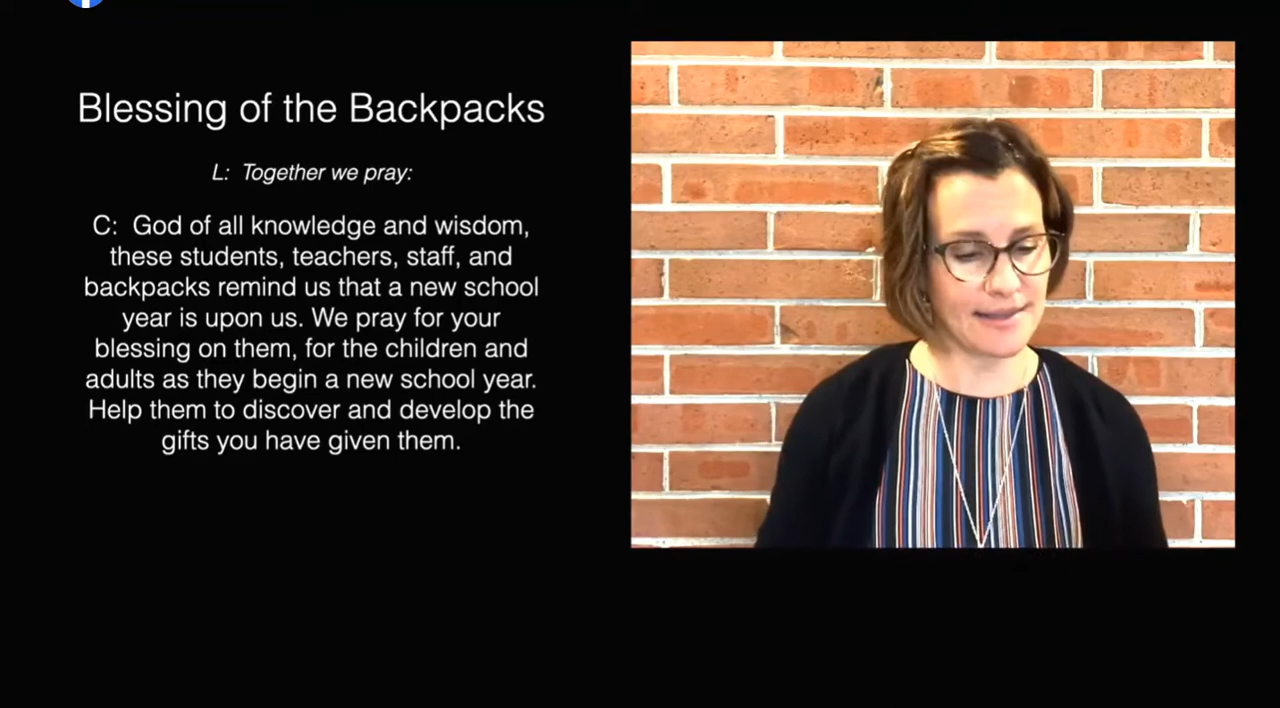 Blessing of the Backpacks
L: Together we pray:
C: God of all knowledge and wisdom,
these students, teachers, staff, and
backpacks remind us that a new school
year is upon us. We pray for your
blessing on them, for the children and
adults as they begin a new school year.
Help them to discover and develop the
gifts you have given them.